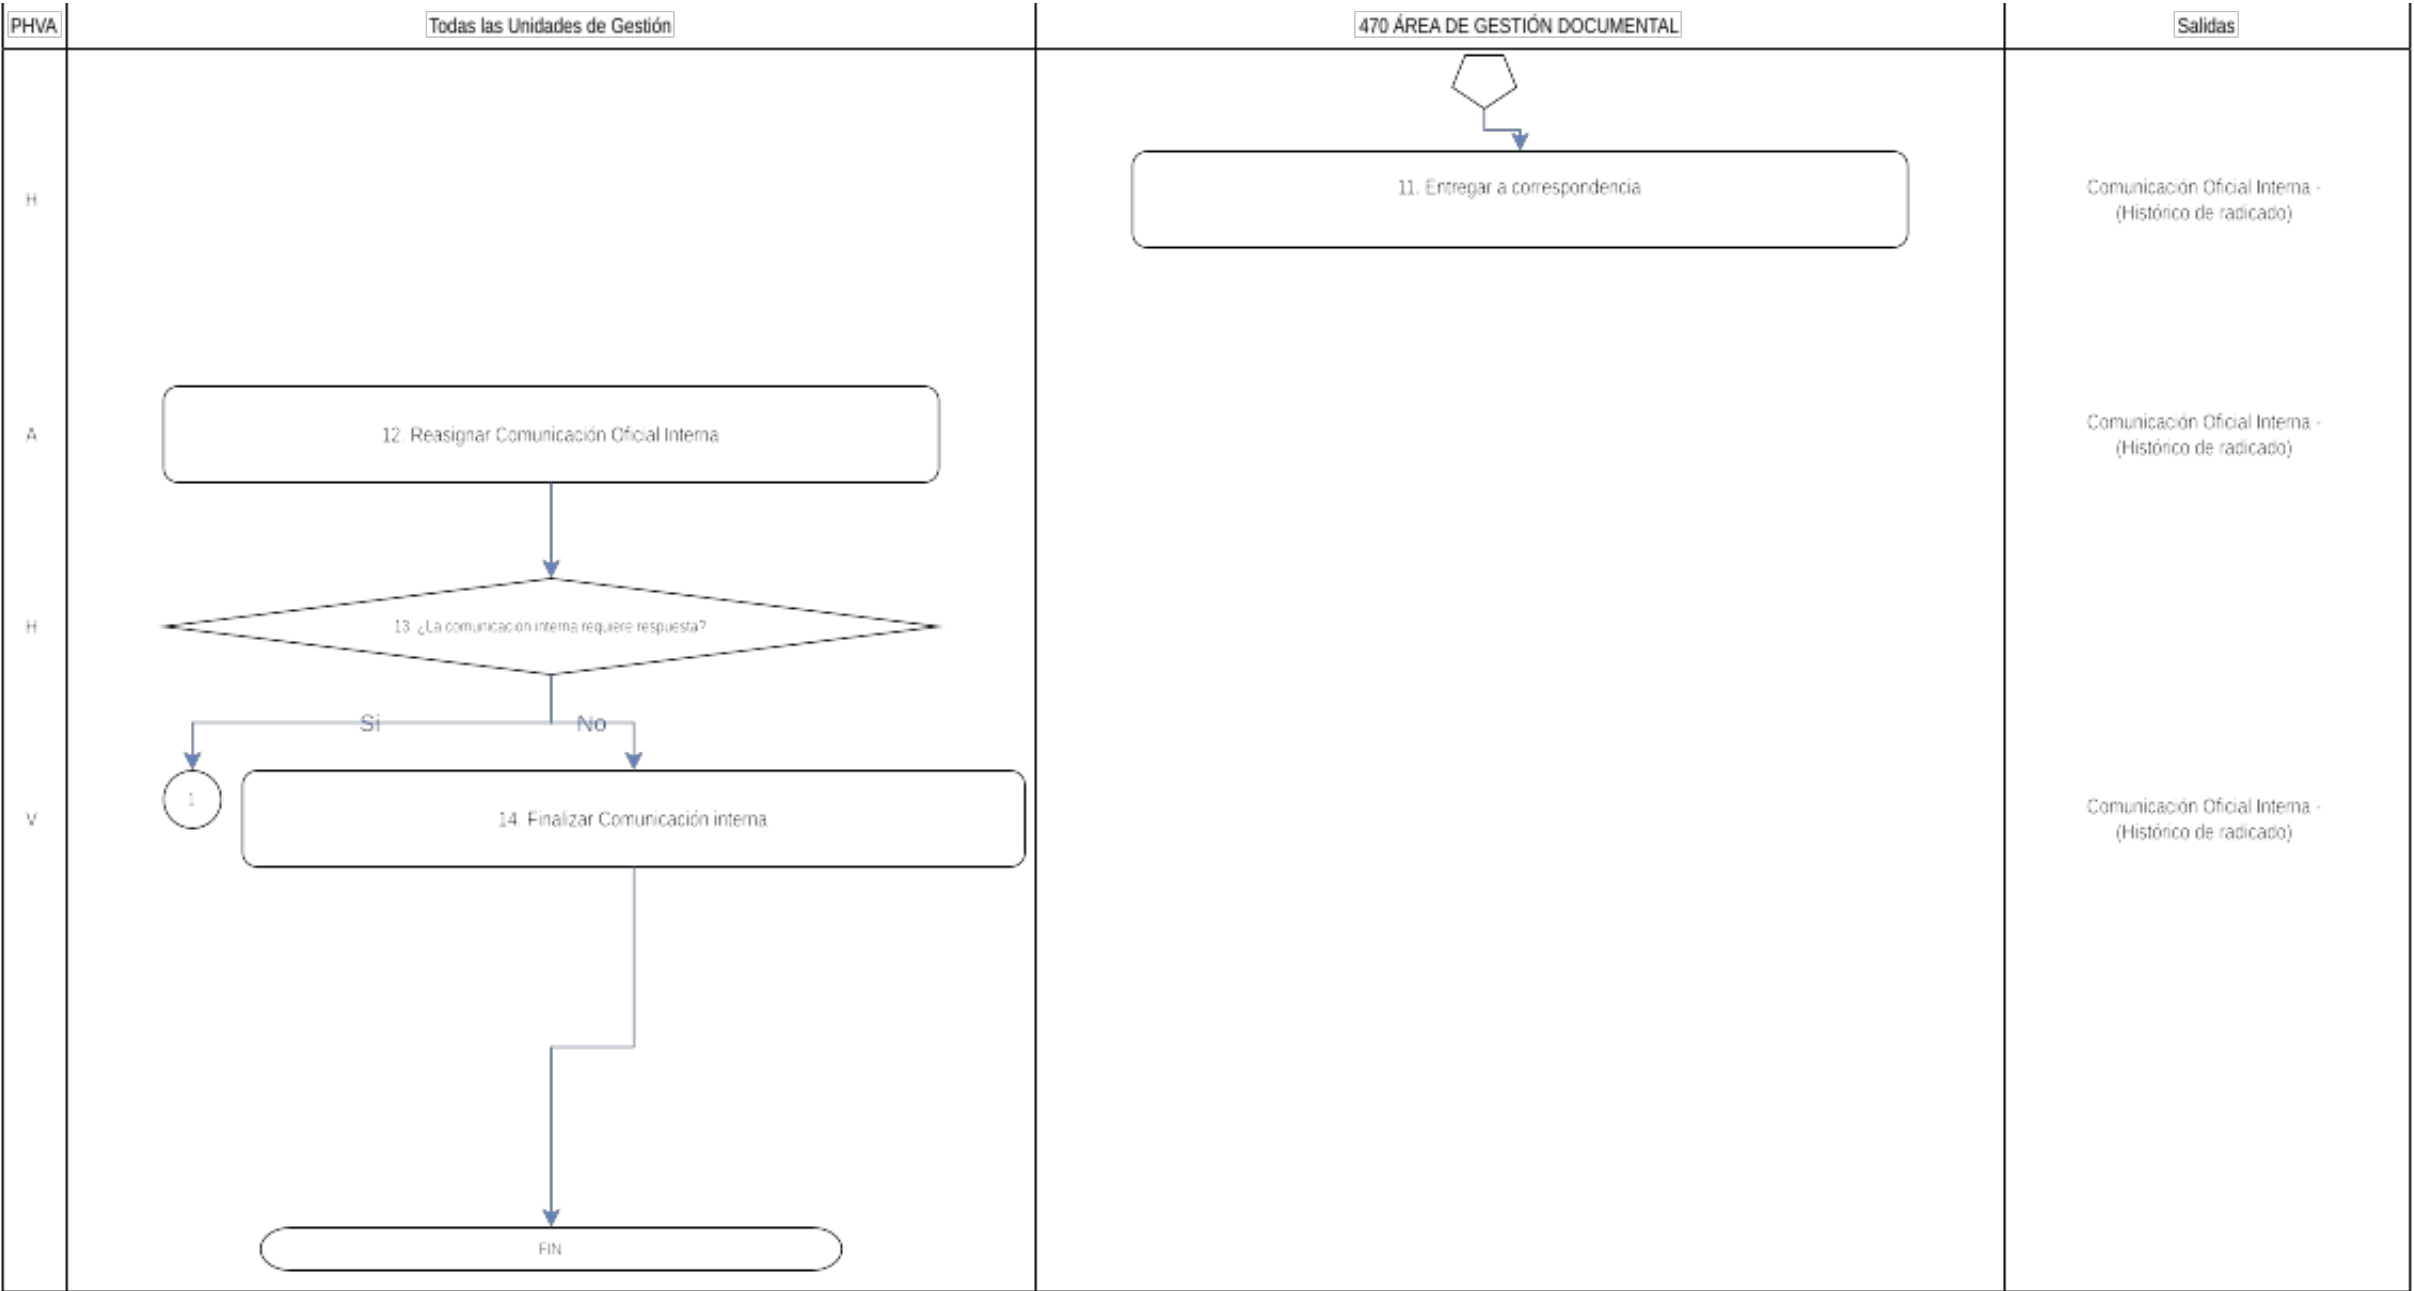 PHVA
Todas las Unidades de Gestión
470 ÁREA DE GESTIÓN DOCUMENTAL
Salidas
H
11. Entregar a correspondencia
Comunicación Oficial Interna -
(Histórico de radicado)
A
12. Reasignar Comunicación Oficial Interna
Comunicación Oficial Interna -
(Histórico de radicado)
H
13. ¿La comunicación interna requiere respuesta?
Si
No
V
1
14. Finalizar Comunicación interna
Comunicación Oficial Interna -
(Histórico de radicado)
FIN